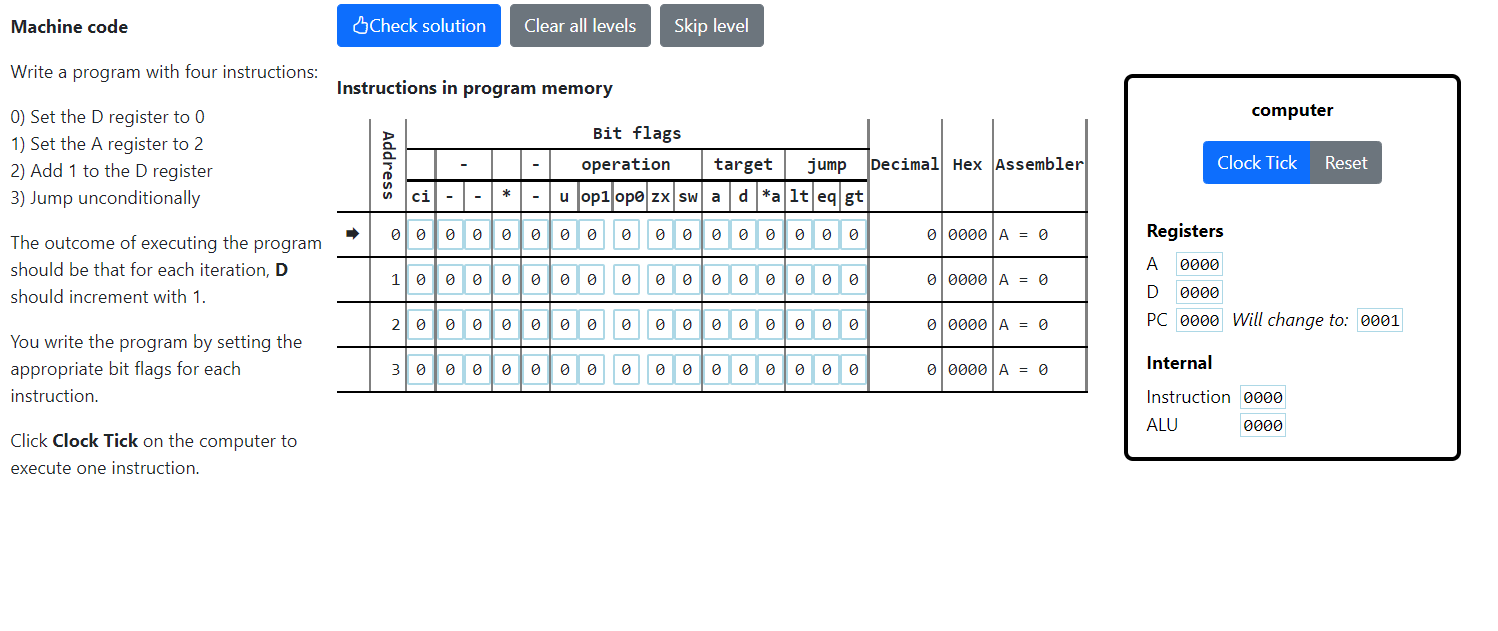 Machine code
Write a program with four instructions:
0) Set the D register to 0
1) Set the A register to 2
2) Add 1 to the D register
3) Jump unconditionally
The outcome of executing the program
should be that for each iteration, D
should increment with 1.
You write the program by setting the
appropriate bit flags for each
instruction.
Click Clock Tick on the computer to
execute one instruction.
Check solution Clear all levels Skip level
Instructions in program memory
Address Bit flags Decimal Hex Assembler
- - operation target jump
ci - - * - u op1 op0 zx sw a d *a lt eq gt
0 0 0 0 0 0 0 0 0 0 0 0 0 0 0 0 0 0 0000 A = 0
1 0 0 0 0 0 0 0 0 0 0 0 0 0 0 0 0 0 0000 A = 0
2 0 0 0 0 0 0 0 0 0 0 0 0 0 0 0 0 0 0000 A = 0
3 0 0 0 0 0 0 0 0 0 0 0 0 0 0 0 0 0 0000 A = 0
computer
Clock Tick Reset
Registers
A 0000
D 0000
PC 0000 Will change to: 0001
Internal
Instruction 0000
ALU 0000